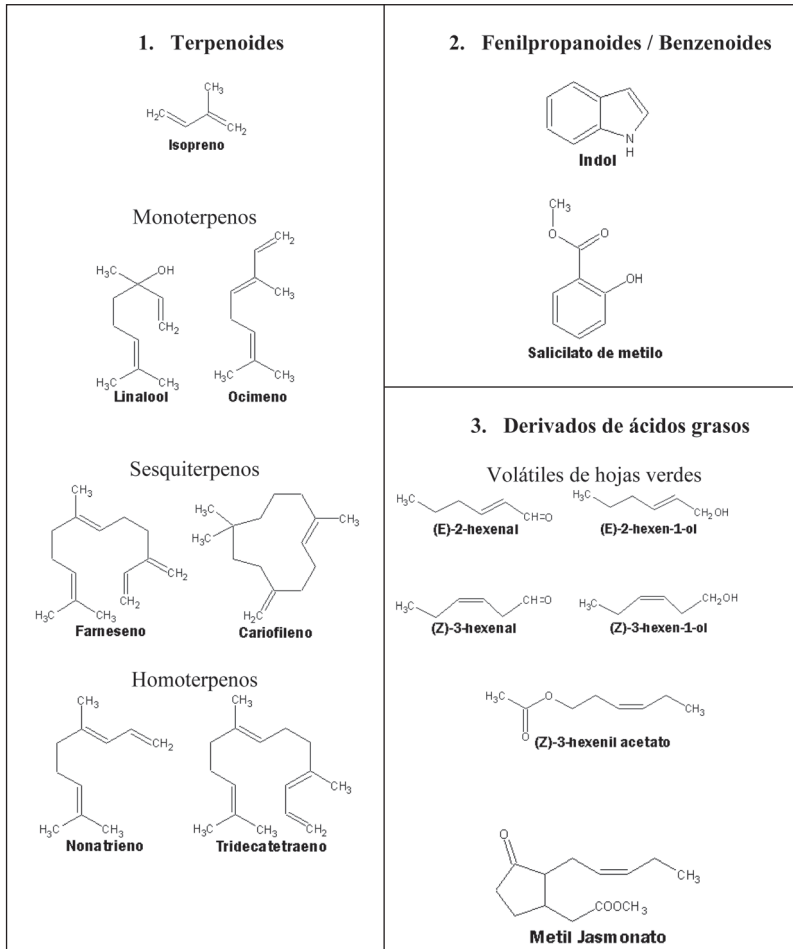 1. Terpenoides
CH3
H2C
CH2
Isopreno
Monoterpenos
H3C
OH
CH2
H3C
CH3
Linalool
CH2
CH3
H3C
CH3
Ocimeno
Sesquiterpenos
CH3
CH2
CH2
H3C
CH3
Farneseno
H3C
H3C
CH3
H2C
Cariofileno
Homoterpenos
CH3
CH2
H3C
CH3
Nonatrieno
CH3
CH3
H3C
CH3
CH2
Tridecatetraeno
2. Fenilpropanoides / Benzenoides
N
H
Indol
CH3
O
O
OH
Salicilato de metilo
3. Derivados de ácidos grasos
Volátiles de hojas verdes
H3C
CH=O
(E)-2-hexenal
H3C
CH2OH
(E)-2-hexen-1-ol
H3C
CH=O
(Z)-3-hexenal
H3C
CH2OH
(Z)-3-hexen-1-ol
H3C
O
O
CH3
(Z)-3-hexenil acetato
O
CH3
COOCH3
Metil Jasmonato